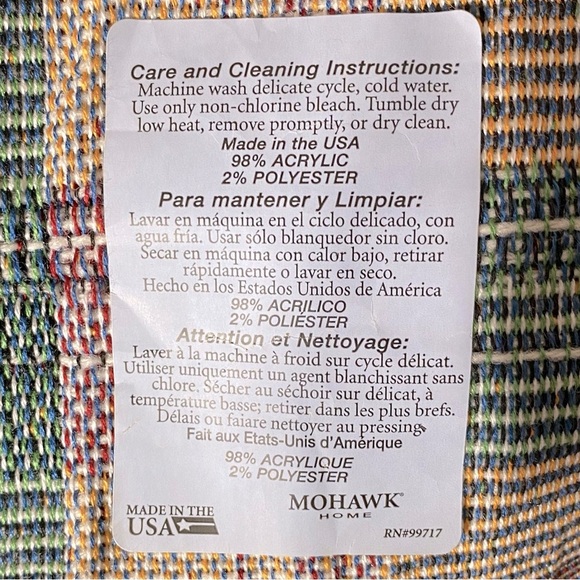 Care and Cleaning Instructions:
Machine wash delicate cycle, cold water.
Use only non-chlorine bleach. Tumble dry
low heat, remove promptly, or dry clean.
Made in the USA
98% ACRYLIC
2% POLYESTER
Para mantener y Limpiar:
Lavar en máquina en el ciclo delicado, con
agua fría. Usar sólo blanquedor sin cloro.
Secar en máquina con calor bajo, retirar
rápidamente o lavar en seco.
Hecho en los Estados Unidos de América
98% ACRILICO
2% POLIÉSTER
Attention et Nettoyage:
Laver à la machine à froid sur cycle délicat.
Utiliser uniquement un agent blanchissant sans
chlore, Sécher au séchoir sur délicat, à
température basse; retirer dans les plus brefs.
Délais ou faiare nettoyer au pressing.
Fait aux Etats-Unis d'Amérique
98% ACRYLIQUE
2% POLYESTER
MADE IN THE
USA
MOHAWK®
HOME
RN#99717